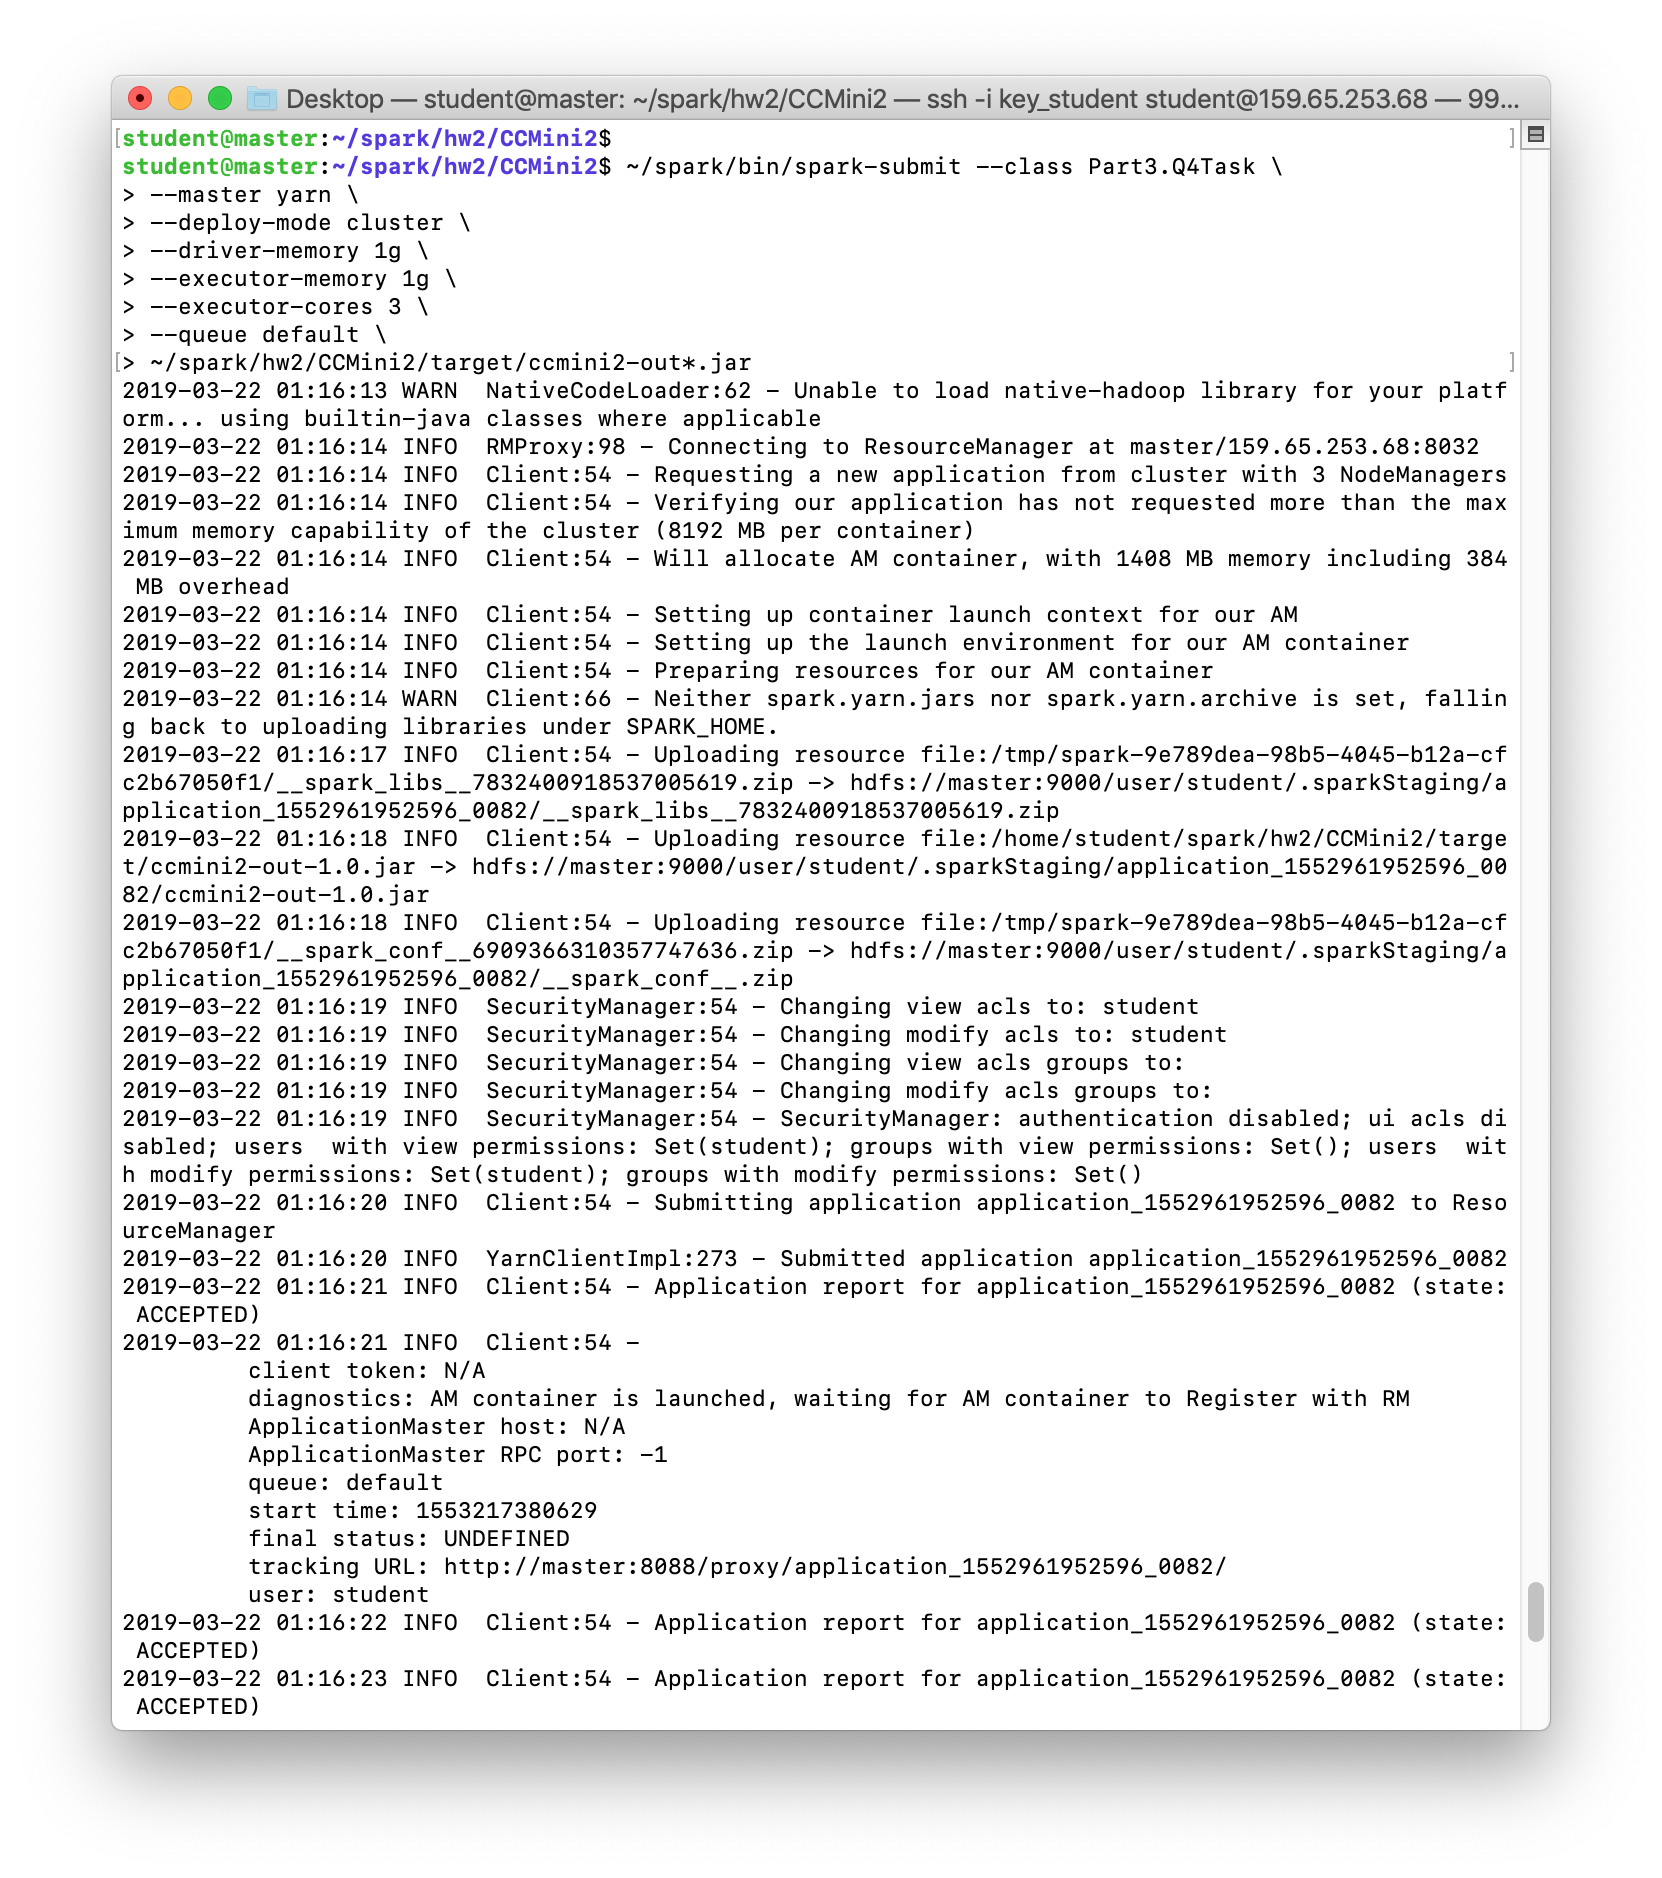 Desktop — student@master: ~/spark/hw2/CCMini2 — ssh -i key_student student@159.65.253.68 — 99...
[student@master:~/spark/hw2/CCMini2$ ]
student@master:~/spark/hw2/CCMini2$ ~/spark/bin/spark-submit --class Part3.Q4Task \
> --master yarn \
> --deploy-mode cluster \
> --driver-memory 1g \
> --executor-memory 1g \
> --executor-cores 3 \
> --queue default \
[> ~/spark/hw2/CCMini2/target/ccmini2-out*.jar ]
2019-03-22 01:16:13 WARN  NativeCodeLoader:62 - Unable to load native-hadoop library for your platf
orm... using builtin-java classes where applicable
2019-03-22 01:16:14 INFO  RMProxy:98 - Connecting to ResourceManager at master/159.65.253.68:8032
2019-03-22 01:16:14 INFO  Client:54 - Requesting a new application from cluster with 3 NodeManagers
2019-03-22 01:16:14 INFO  Client:54 - Verifying our application has not requested more than the max
imum memory capability of the cluster (8192 MB per container)
2019-03-22 01:16:14 INFO  Client:54 - Will allocate AM container, with 1408 MB memory including 384
 MB overhead
2019-03-22 01:16:14 INFO  Client:54 - Setting up container launch context for our AM
2019-03-22 01:16:14 INFO  Client:54 - Setting up the launch environment for our AM container
2019-03-22 01:16:14 INFO  Client:54 - Preparing resources for our AM container
2019-03-22 01:16:14 WARN  Client:66 - Neither spark.yarn.jars nor spark.yarn.archive is set, fallin
g back to uploading libraries under SPARK_HOME.
2019-03-22 01:16:17 INFO  Client:54 - Uploading resource file:/tmp/spark-9e789dea-98b5-4045-b12a-cf
c2b67050f1/__spark_libs__7832400918537005619.zip -> hdfs://master:9000/user/student/.sparkStaging/a
pplication_1552961952596_0082/__spark_libs__7832400918537005619.zip
2019-03-22 01:16:18 INFO  Client:54 - Uploading resource file:/home/student/spark/hw2/CCMini2/targe
t/ccmini2-out-1.0.jar -> hdfs://master:9000/user/student/.sparkStaging/application_1552961952596_00
82/ccmini2-out-1.0.jar
2019-03-22 01:16:18 INFO  Client:54 - Uploading resource file:/tmp/spark-9e789dea-98b5-4045-b12a-cf
c2b67050f1/__spark_conf__6909366310357747636.zip -> hdfs://master:9000/user/student/.sparkStaging/a
pplication_1552961952596_0082/__spark_conf__.zip
2019-03-22 01:16:19 INFO  SecurityManager:54 - Changing view acls to: student
2019-03-22 01:16:19 INFO  SecurityManager:54 - Changing modify acls to: student
2019-03-22 01:16:19 INFO  SecurityManager:54 - Changing view acls groups to:
2019-03-22 01:16:19 INFO  SecurityManager:54 - Changing modify acls groups to:
2019-03-22 01:16:19 INFO  SecurityManager:54 - SecurityManager: authentication disabled; ui acls di
sabled; users  with view permissions: Set(student); groups with view permissions: Set(); users  wit
h modify permissions: Set(student); groups with modify permissions: Set()
2019-03-22 01:16:20 INFO  Client:54 - Submitting application application_1552961952596_0082 to Reso
urceManager
2019-03-22 01:16:20 INFO  YarnClientImpl:273 - Submitted application application_1552961952596_0082
2019-03-22 01:16:21 INFO  Client:54 - Application report for application_1552961952596_0082 (state:
 ACCEPTED)
2019-03-22 01:16:21 INFO  Client:54 -
client token: N/A
diagnostics: AM container is launched, waiting for AM container to Register with RM
ApplicationMaster host: N/A
ApplicationMaster RPC port: -1
queue: default
start time: 1553217380629
final status: UNDEFINED
tracking URL: http://master:8088/proxy/application_1552961952596_0082/
user: student
2019-03-22 01:16:22 INFO  Client:54 - Application report for application_1552961952596_0082 (state:
 ACCEPTED)
2019-03-22 01:16:23 INFO  Client:54 - Application report for application_1552961952596_0082 (state:
 ACCEPTED)